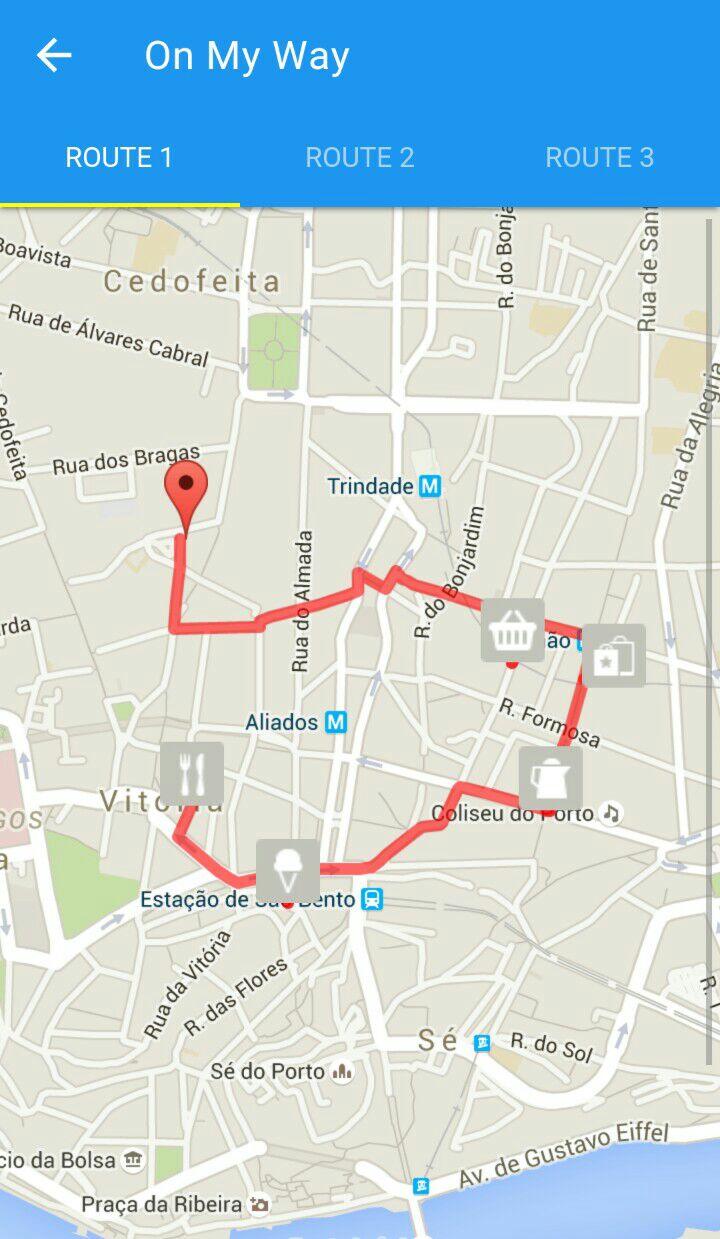 On My Way
ROUTE 1
ROUTE 2
ROUTE 3
Boavista
R. do Bonja
Rua de Sant
Cedofeita
Rua de Álvares Cabral
Rua da Alegria
Cedofeita
Rua dos Bragas
Trindade M
Rua do Almada
R. do Bonjardim
rda
ão
Aliados M
R. Formosa
Vitória
Coliseu do Porto
OS
a
Estação de São Bento
Rua da Vitória
R. das Flores
Sé
R. do Sol
Sé do Porto
Av. de Gustavo Eiffel
cio da Bolsa
Praça da Ribeira